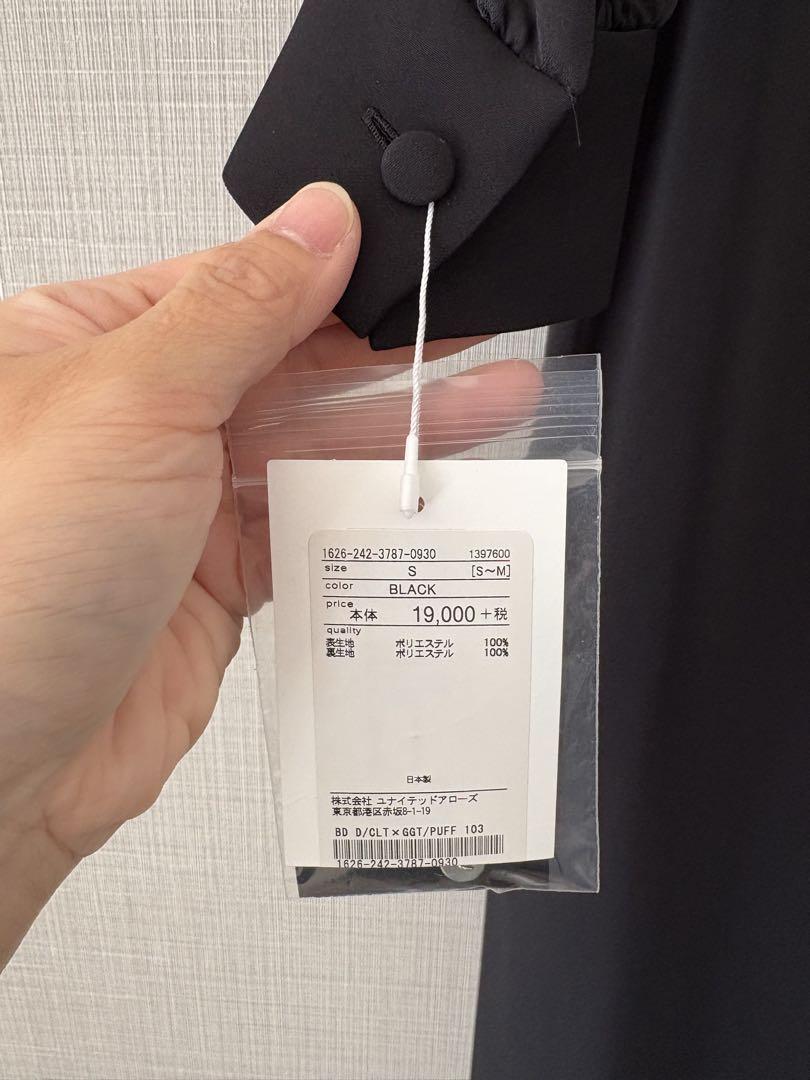 1626-242-3787-0930 1397600
size S [S〜M]
color BLACK
price 本体 19,000+税
quality
表生地 ポリエステル 100%
裏生地 ポリエステル 100%
日本製
株式会社 ユナイテッドアローズ
東京都港区赤坂8-1-19
BD D/CLT×GGT/PUFF 103
1626-242-3787-0930